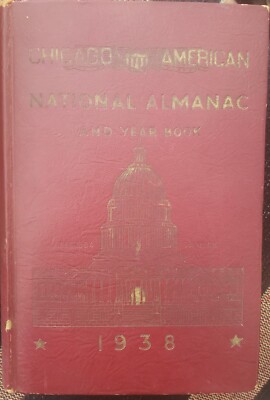 CHICAGO AMERICAN
NATIONAL ALMANAC
AND YEAR BOOK
1938